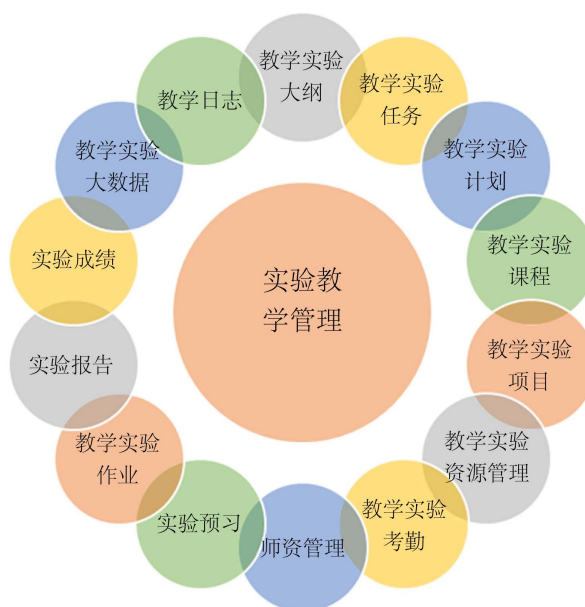 教学实验
大纲
教学实验
任务
教学实验
计划
教学实验
课程
教学实验
项目
教学实验
资源管理
教学实验
考勤
师资管理
实验预习
教学实验
作业
实验报告
实验成绩
教学实验
大数据
教学日志
实验教
学管理